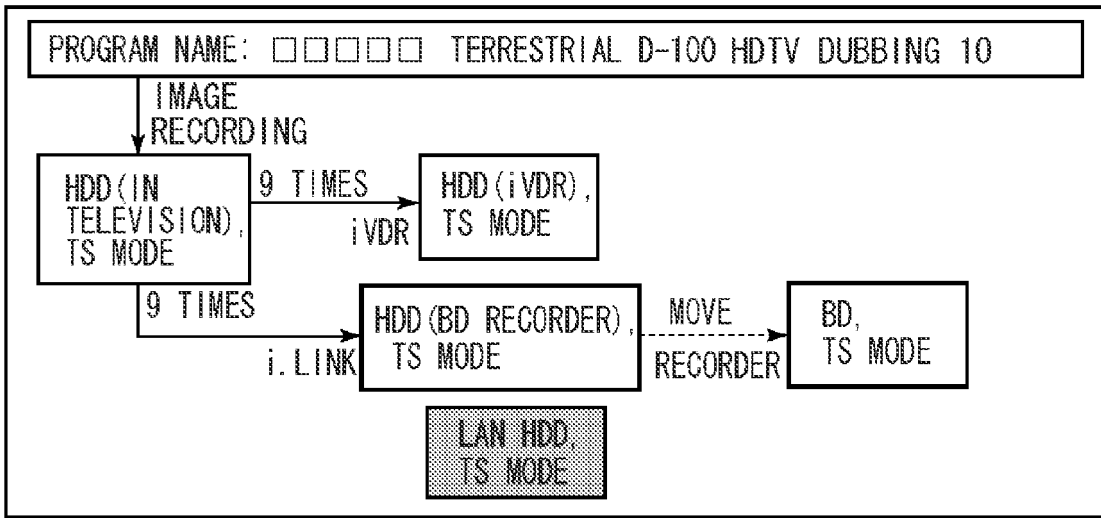 PROGRAM NAME: □□□□□ TERRESTRIAL D-100 HDTV DUBBING 10
IMAGE
RECORDING
HDD(IN
TELEVISION),
TS MODE
9 TIMES
iVDR
HDD(iVDR),
TS MODE
9 TIMES
i.LINK
HDD(BD RECORDER),
TS MODE
MOVE
RECORDER
BD,
TS MODE
LAN HDD,
TS MODE